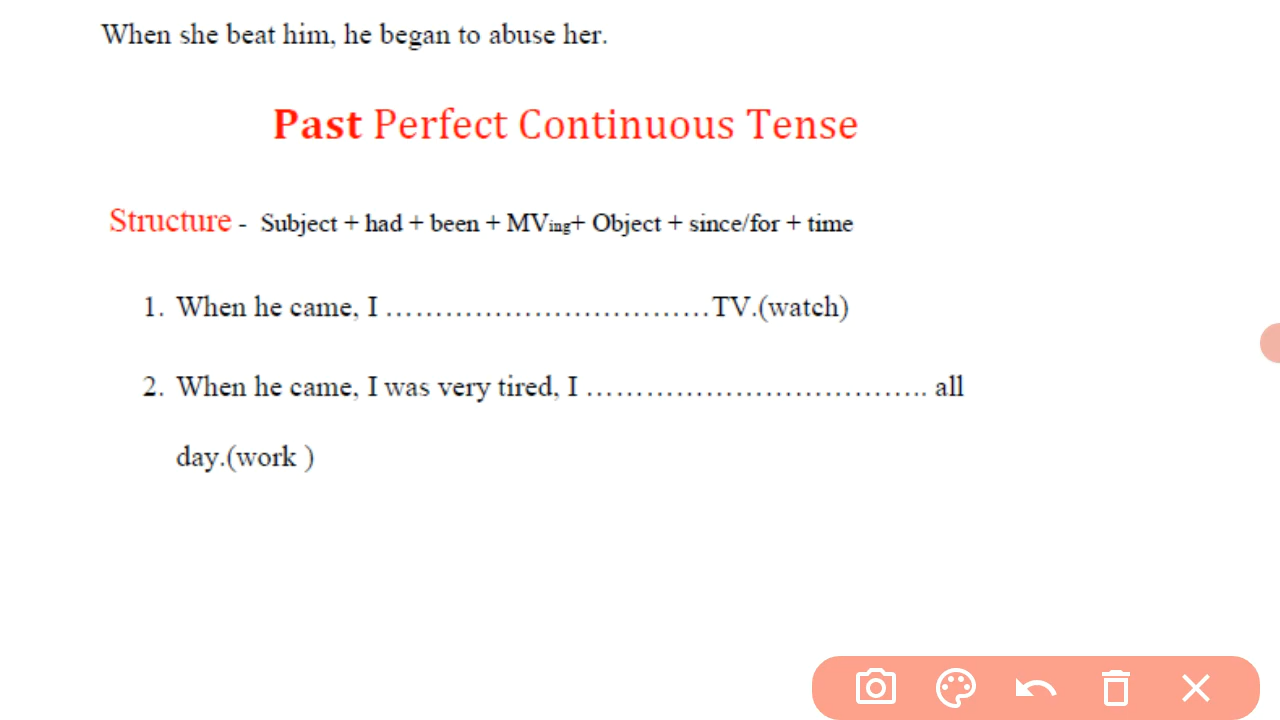 When she beat him, he began to abuse her.
Past Perfect Continuous Tense
Structure - Subject + had + been + MVing+ Object + since/for + time
1. When he came, I ................................TV.(watch)
2. When he came, I was very tired, I .................................. all
day.(work )